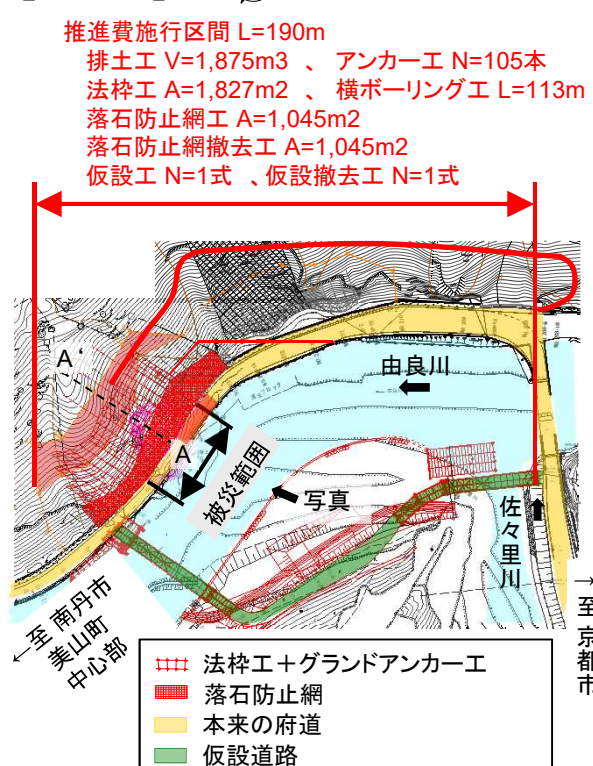 推進費施行区間 L=190m
排土工 V=1,875m3 、 アンカー工 N=105本
法枠工 A=1,827m2 、 横ボーリング工 L=113m
落石防止網工 A=1,045m2
落石防止網撤去工 A=1,045m2
仮設工 N=1式 、仮設撤去工 N=1式
A'
由良川
A
被災範囲
写真
佐々里川
←至 南丹市
美山町
中心部
→至 京都市
法枠工+グランドアンカー工
落石防止網
本来の府道
仮設道路